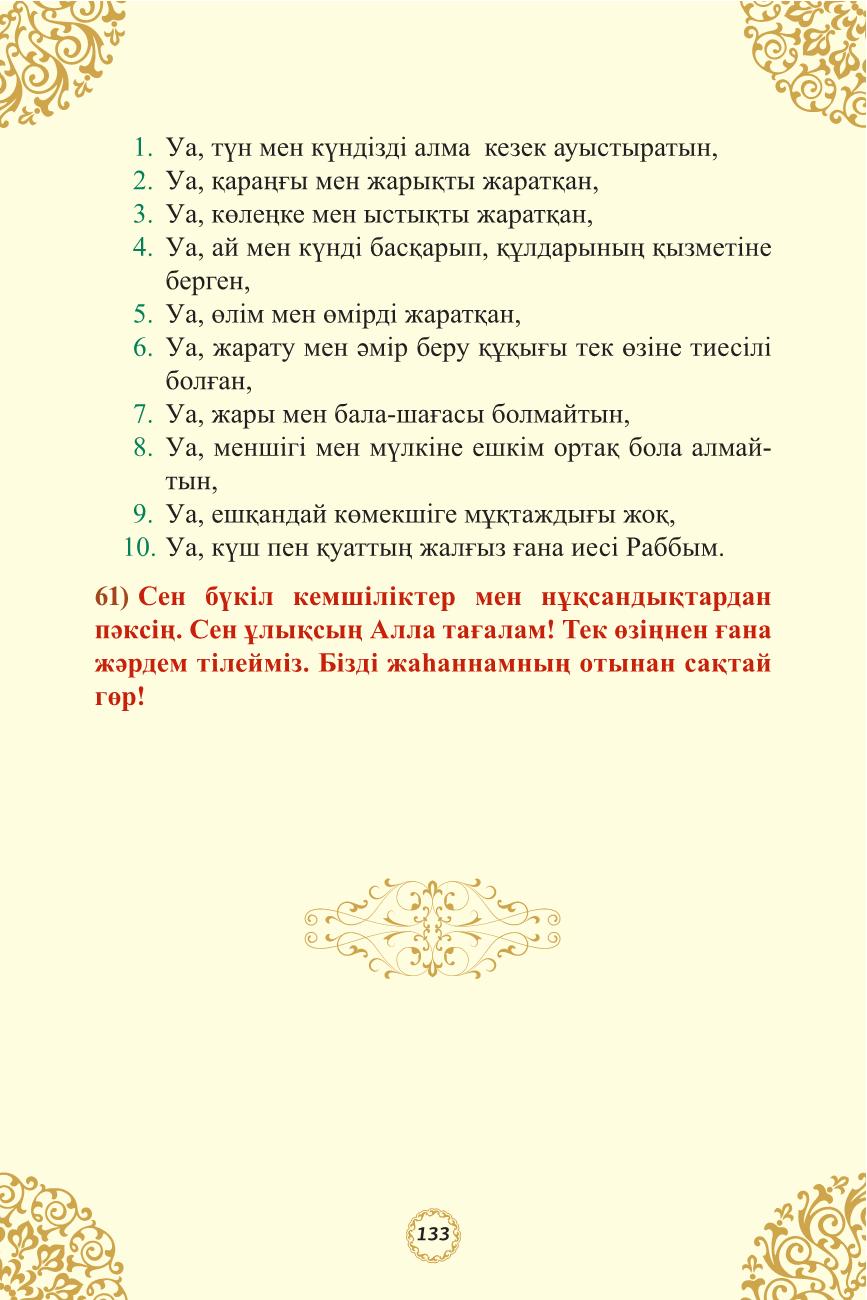 1. Уа, түн мен күндізді алма  кезек ауыстыратын,
2. Уа, қараңғы мен жарықты жаратқан,
3. Уа, көлеңке мен ыстықты жаратқан,
4. Уа, ай мен күнді басқарып, құлдарының қызметіне
берген,
5. Уа, өлім мен өмірді жаратқан,
6. Уа, жарату мен әмір беру құқығы тек өзіне тиесілі
болған,
7. Уа, жары мен бала-шағасы болмайтын,
8. Уа, меншігі мен мүлкіне ешкім ортақ бола алмай-
тын,
9. Уа, ешқандай көмекшіге мұқтаждығы жоқ,
10. Уа, күш пен қуаттың жалғыз ғана иесі Раббым.
61) Сен бүкіл кемшіліктер мен нұқсандықтардан
пәксің. Сен ұлықсың Алла тағалам! Тек өзіңнен ғана
жәрдем тілейміз. Бізді жаһаннамның отынан сақтай
гөр!
133